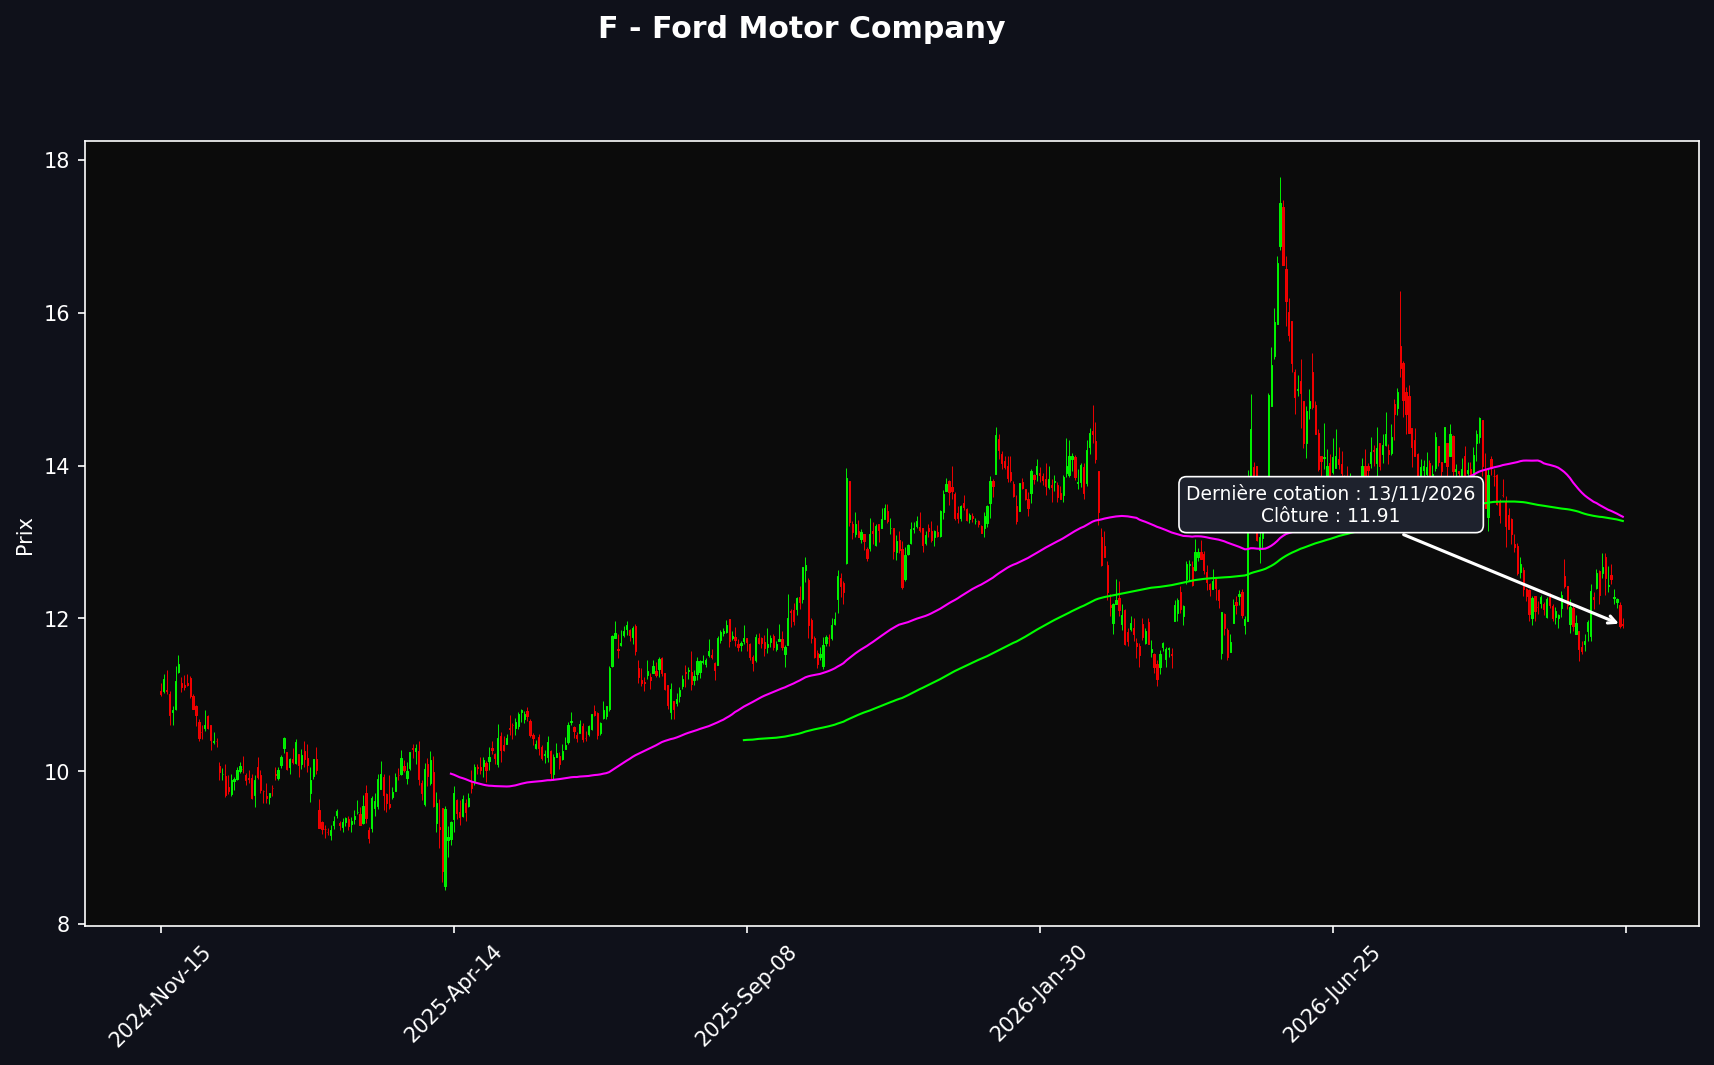 F - Ford Motor Company
Prix
18
16
14
12
10
8
Dernière cotation : 13/11/2026
Clôture : 11.91
2024-Nov-15
2025-Apr-14
2025-Sep-08
2026-Jan-30
2026-Jun-25